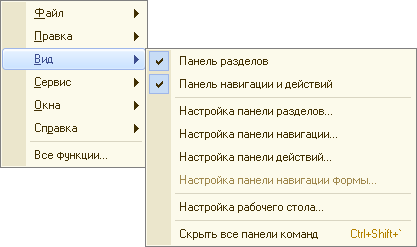 Файл
Правка
Вид
Сервис
Окна
Справка
Все функции...
Панель разделов
Панель навигации и действий
Настройка панели разделов...
Настройка панели навигации...
Настройка панели действий...
Настройка панели навигации формы...
Настройка рабочего стола...
Скрыть все панели команд Ctrl+Shift+`